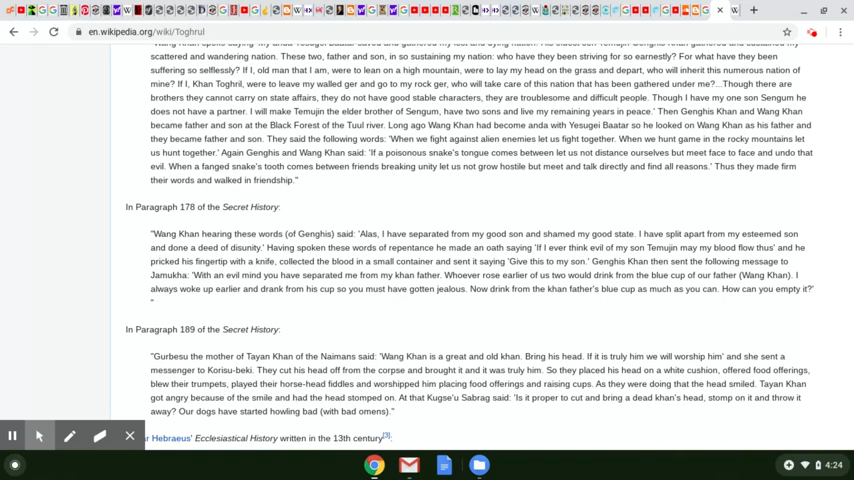 en.wikipedia.org/wiki/Toghrul
scattered and wandering nation. These two, father and son, in so sustaining my nation: who have they been striving for so earnestly? For what have they been
suffering so selflessly? If I, old man that I am, were to lean on a high mountain, were to lay my head on the grass and depart, who will inherit this numerous nation of
mine? If I, Khan Toghril, were to leave my walled ger and go to my rock ger, who will take care of this nation that has been gathered under me?...Though there are
brothers they cannot carry on state affairs, they do not have good stable characters, they are troublesome and difficult people. Though I have my one son Sengum he
does not have a partner. I will make Temujin the elder brother of Sengum, have two sons and live my remaining years in peace.' Then Genghis Khan and Wang Khan
became father and son at the Black Forest of the Tuul river. Long ago Wang Khan had become anda with Yesugei Baatar so he looked on Wang Khan as his father and
they became father and son. They said the following words: 'When we fight against alien enemies let us fight together. When we hunt game in the rocky mountains let
us hunt together.' Again Genghis and Wang Khan said: 'If a poisonous snake's tongue comes between let us not distance ourselves but meet face to face and undo that
evil. When a fanged snake's tooth comes between friends breaking unity let us not grow hostile but meet and talk directly and find all reasons.' Thus they made firm
their words and walked in friendship."
In Paragraph 178 of the Secret History:
"Wang Khan hearing these words (of Genghis) said: 'Alas, I have separated from my good son and shamed my good state. I have split apart from my esteemed son
and done a deed of disunity.' Having spoken these words of repentance he made an oath saying 'If I ever think evil of my son Temujin may my blood flow thus' and he
pricked his fingertip with a knife, collected the blood in a small container and sent it saying 'Give this to my son.' Genghis Khan then sent the following message to
Jamukha: 'With an evil mind you have separated me from my khan father. Whoever rose earlier of us two would drink from the blue cup of our father (Wang Khan). I
always woke up earlier and drank from his cup so you must have gotten jealous. Now drink from the khan father's blue cup as much as you can. How can you empty it?'
"
In Paragraph 189 of the Secret History:
"Gurbesu the mother of Tayan Khan of the Naimans said: 'Wang Khan is a great and old khan. Bring his head. If it is truly him we will worship him' and she sent a
messenger to Korisu-beki. They cut his head off from the corpse and brought it and it was truly him. So they placed his head on a white cushion, offered food offerings,
blew their trumpets, played their horse-head fiddles and worshipped him placing food offerings and raising cups. As they were doing that the head smiled. Tayan Khan
got angry because of the smile and had the head stomped on. At that Kugse'u Sabrag said: 'Is it proper to cut and bring a dead khan's head, stomp on it and throw it
away? Our dogs have started howling bad (with bad omens)."
Hebraeus' Ecclesiastical History written in the 13th century[3]:
4:24